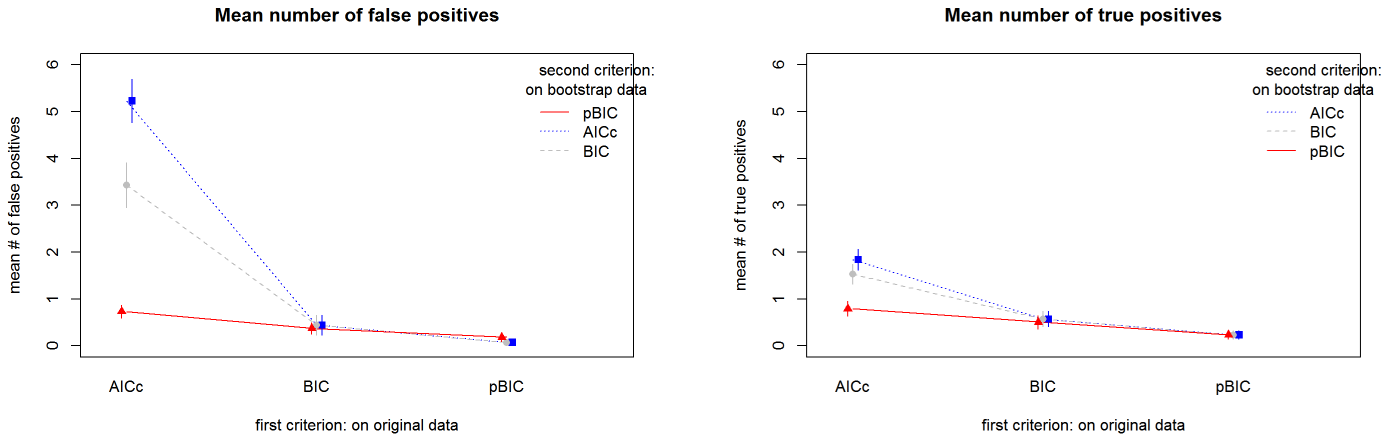 Mean number of false positives
mean # of false positives
6
5
4
3
2
1
0
second criterion:
on bootstrap data
pBIC
AICc
BIC
AICc
BIC
pBIC
first criterion: on original data
Mean number of true positives
mean # of true positives
6
5
4
3
2
1
0
second criterion:
on bootstrap data
AICc
BIC
pBIC
AICc
BIC
pBIC
first criterion: on original data